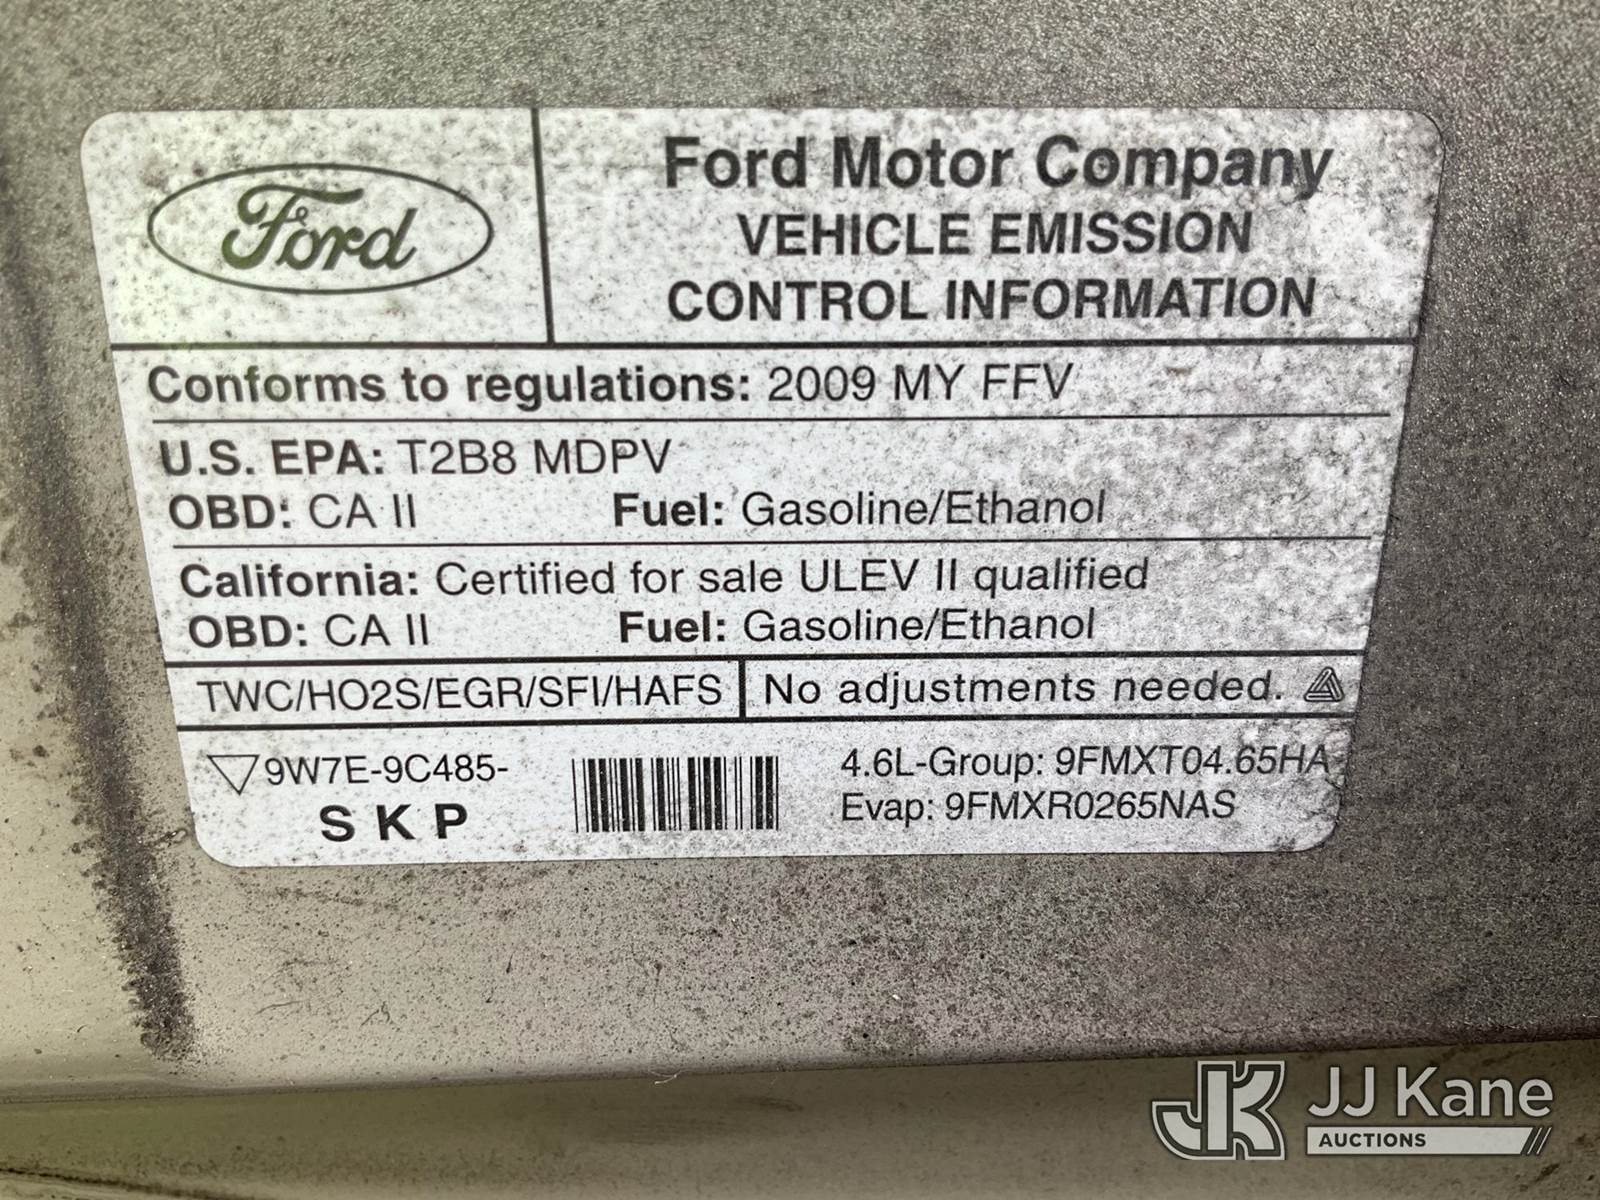 Ford
Ford Motor Company
VEHICLE EMISSION
CONTROL INFORMATION
Conforms to regulations: 2009 MY FFV
U.S. EPA: T2B8 MDPV
OBD: CA II Fuel: Gasoline/Ethanol
California: Certified for sale ULEV II qualified
OBD: CA II Fuel: Gasoline/Ethanol
TWC/HO2S/EGR/SFI/HAFS No adjustments needed.
9W7E-9C485-
SKP
4.6L-Group: 9FMXT04.65HA
Evap: 9FMXR0265NAS
JK JJ Kane
AUCTIONS